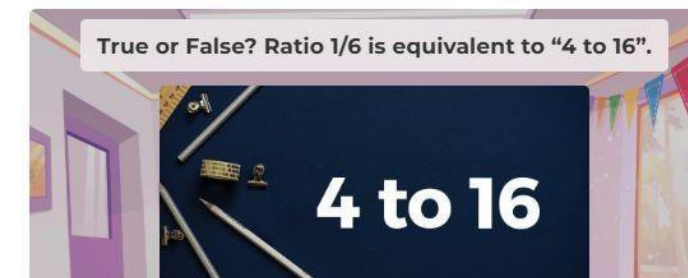 True or False? Ratio 1/6 is equivalent to “4 to 16”.
4 to 16